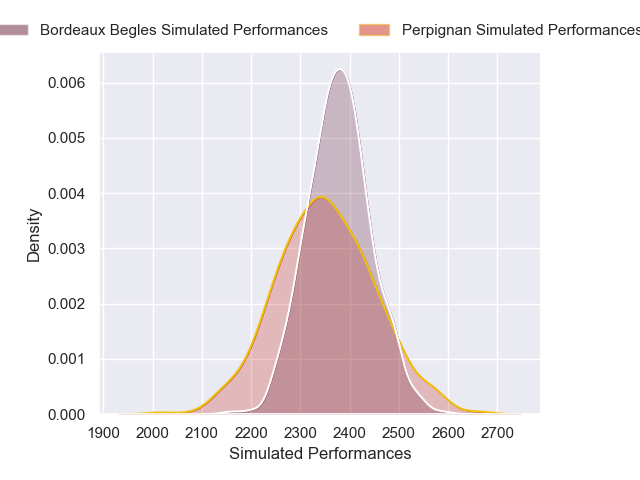 Bordeaux Begles Simulated Performances Perpignan Simulated Performances
0.006
0.005
0.004
0.003
0.002
0.001
0.000
Density
1900 2000 2100 2200 2300 2400 2500 2600 2700
Simulated Performances